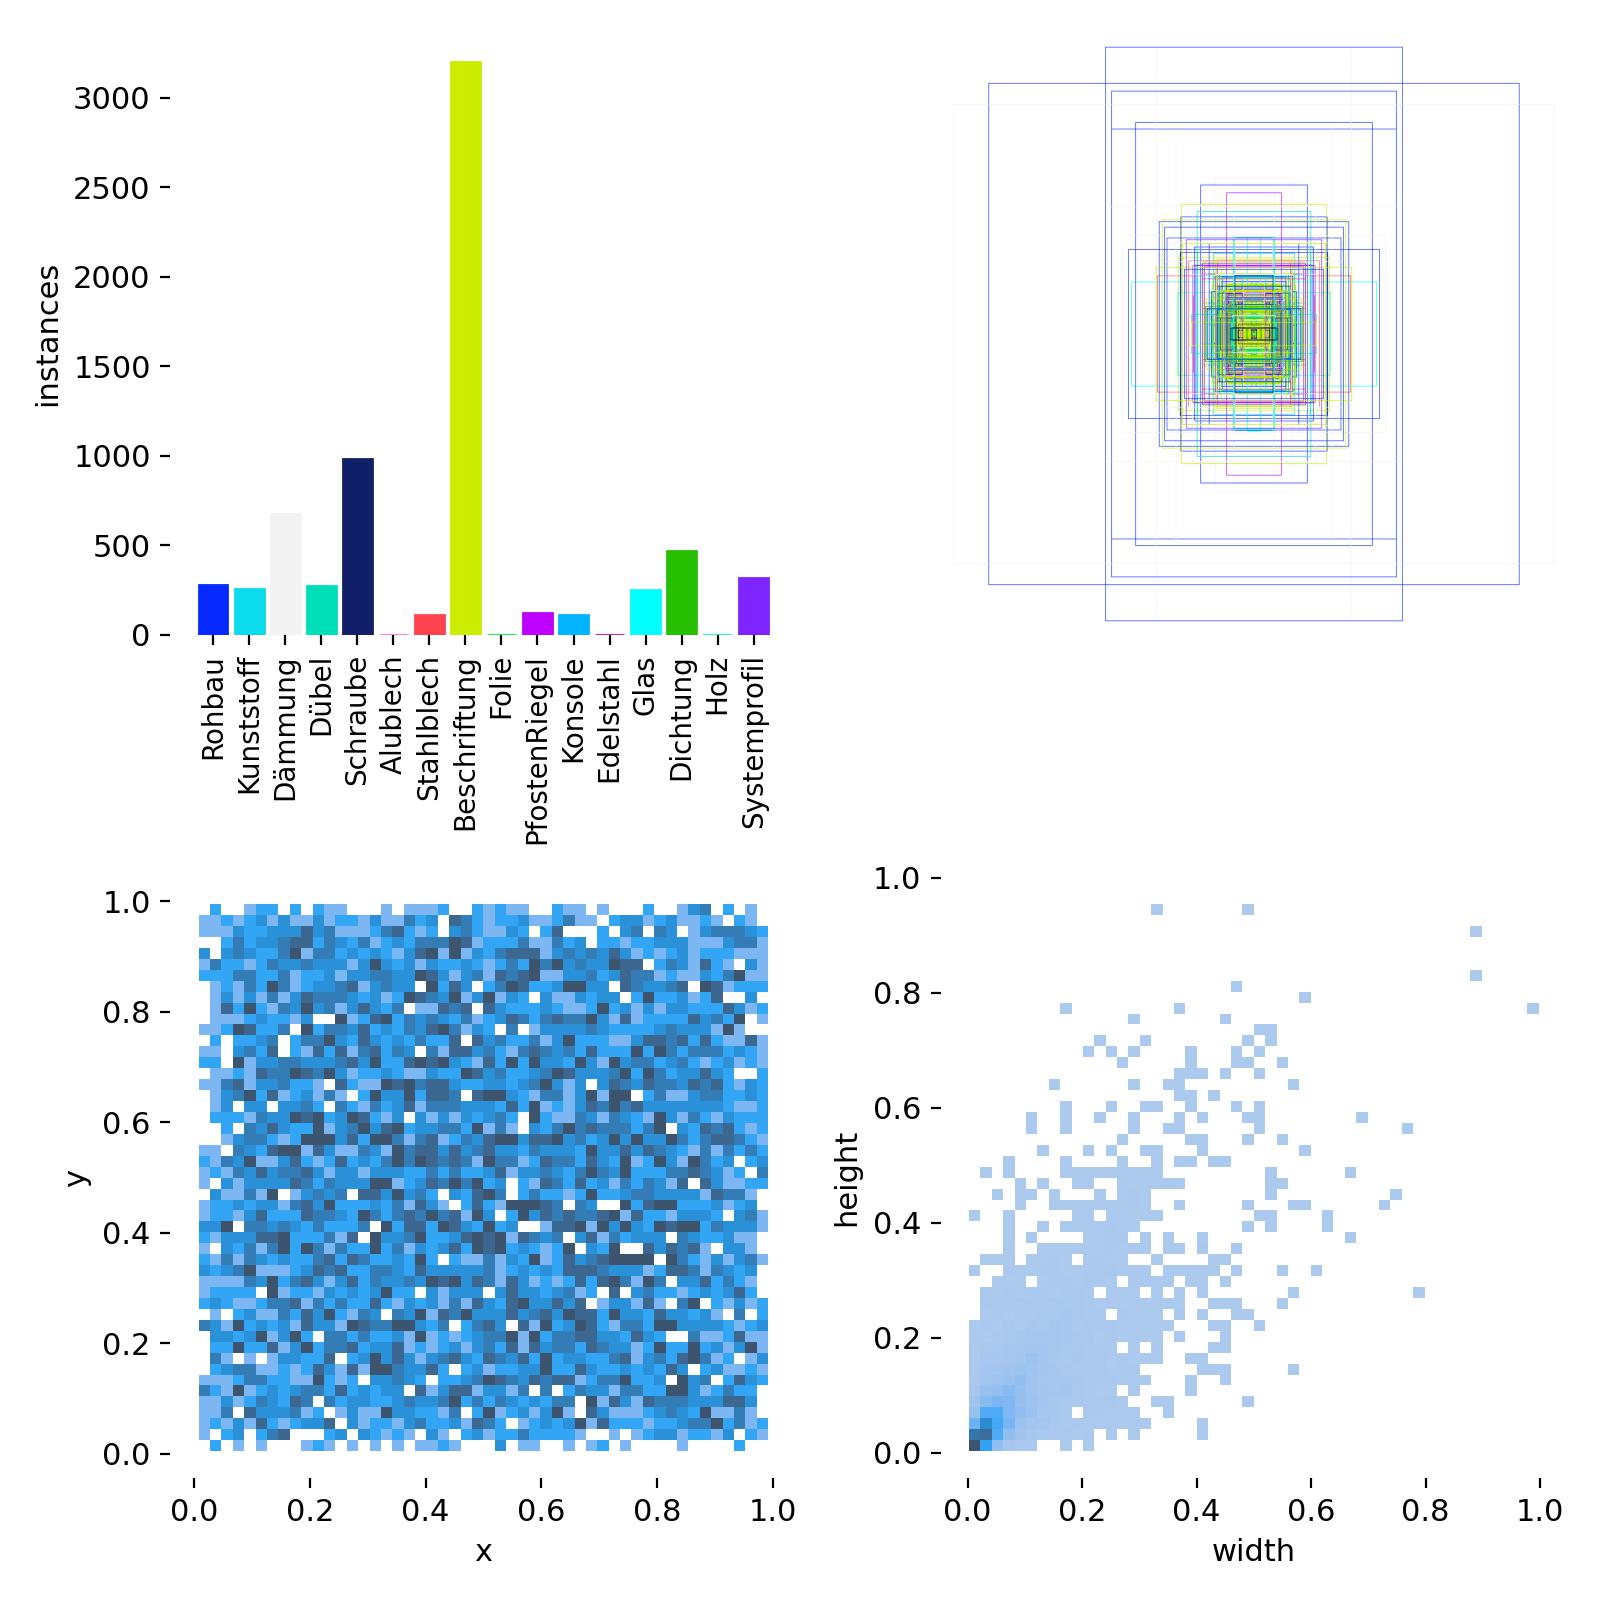 instances
3000
2500
2000
1500
1000
500
0
Rohbau
Kunststoff
Dämmung
Dübel
Schraube
Alublech
Stahlblech
Beschriftung
Folie
PfostenRiegel
Konsole
Edelstahl
Glas
Dichtung
Holz
Systemprofil
y
1.0
0.8
0.6
0.4
0.2
0.0
0.0 0.2 0.4 0.6 0.8 1.0
x
height
1.0
0.8
0.6
0.4
0.2
0.0
0.0 0.2 0.4 0.6 0.8 1.0
width